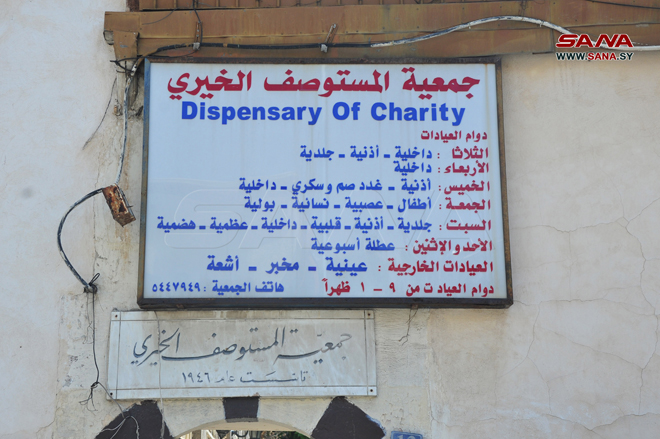 SANA
WWW.SANA.SY
جمعية المستوصف الخيري
Dispensary Of Charity
دوام العيادات
الثلاثا : داخلية - أذنية - جلدية
الأربعاء : داخلية
الخميس : أذنية - غدد صم وسكري - داخلية
الجمعة : أطفال - عصبية - نسائية - بولية
السبت : جلدية - أذنية - قلبية - داخلية - عظمية - هضمية
الأحد والإثنين : عطلة أسبوعية
العيادات الخارجية : عينية - مخبر - أشعة
دوام العيادت من ٩ - ١ ظهراً هاتف الجمعية : ٥٤٤٧٩٤٩
جمعية المستوصف الخيري
تأسست عام ١٩٤٦